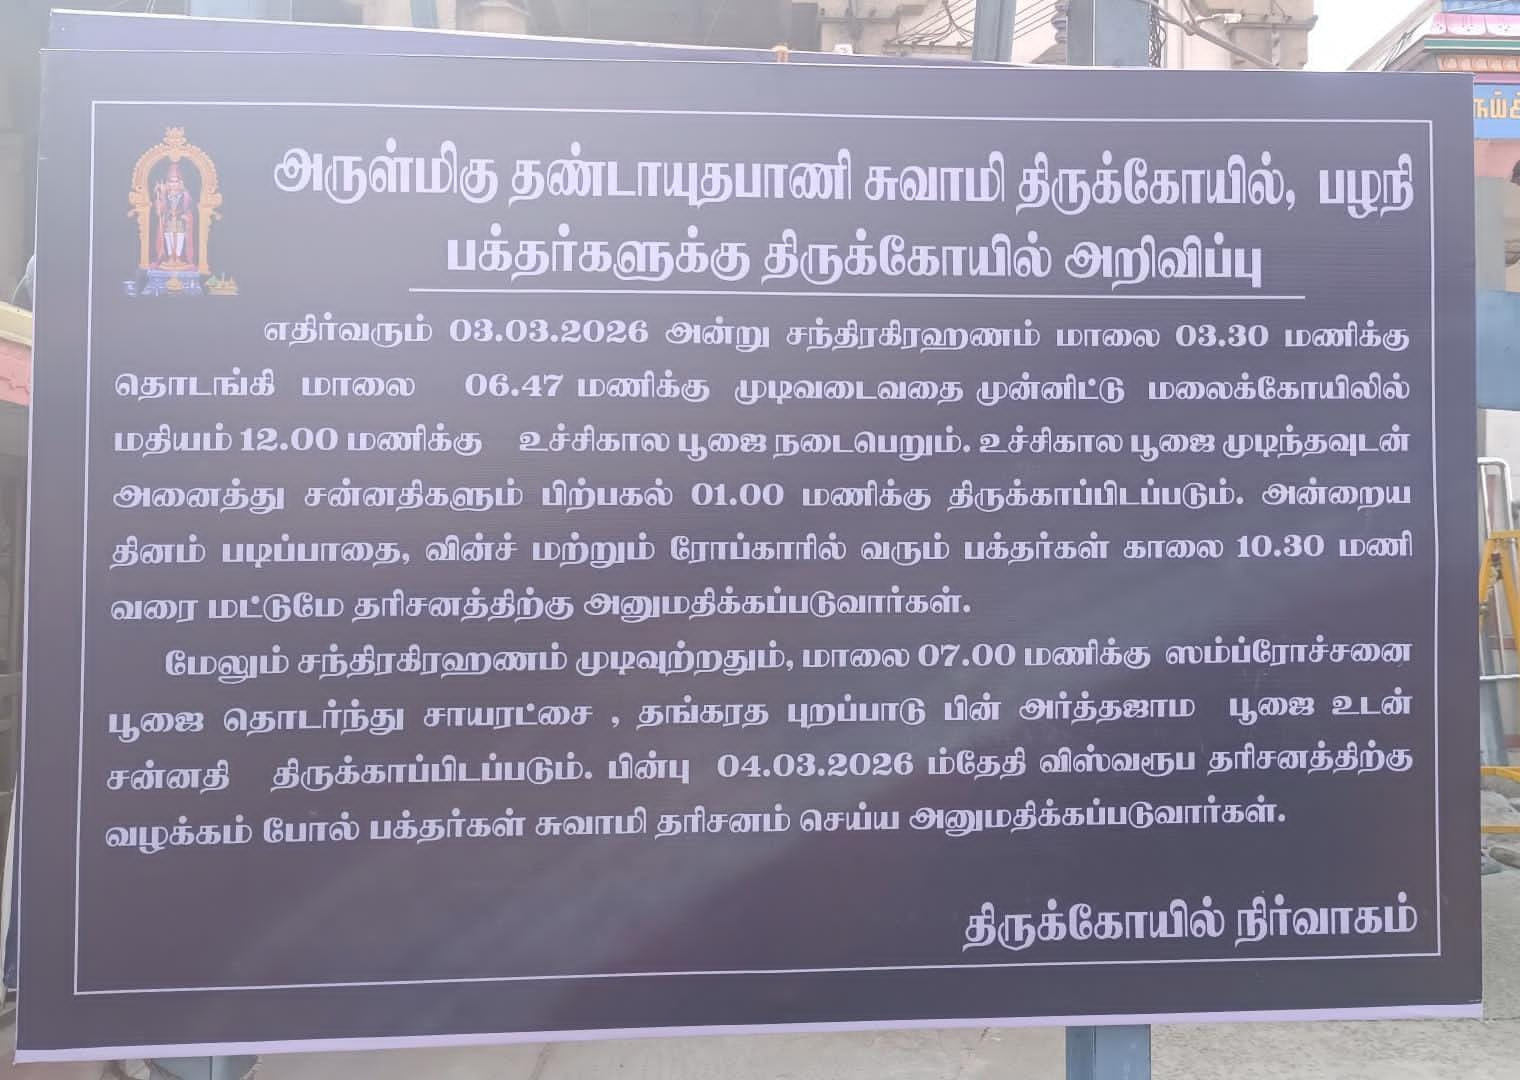 அருள்மிகு தண்டாயுதபாணி சுவாமி திருக்கோயில், பழநி
பக்தர்களுக்கு திருக்கோயில் அறிவிப்பு
எதிர்வரும் 03.03.2026 அன்று சந்திரகிரஹணம் மாலை 03.30 மணிக்கு
தொடங்கி மாலை 06.47 மணிக்கு முடிவடைவதை முன்னிட்டு மலைக்கோயிலில்
மதியம் 12.00 மணிக்கு உச்சிகால பூஜை நடைபெறும். உச்சிகால பூஜை முடிந்தவுடன்
அனைத்து சன்னதிகளும் பிற்பகல் 01.00 மணிக்கு திருக்காப்பிடப்படும். அன்றைய
தினம் படிப்பாதை, வின்ச் மற்றும் ரோப்காரில் வரும் பக்தர்கள் காலை 10.30 மணி
வரை மட்டுமே தரிசனத்திற்கு அனுமதிக்கப்படுவார்கள்.
மேலும் சந்திரகிரஹணம் முடிவுற்றதும், மாலை 07.00 மணிக்கு ஸம்ப்ரோச்சனை
பூஜை தொடர்ந்து சாயரட்சை , தங்கரத புறப்பாடு பின் அர்த்தஜாம பூஜை உடன்
சன்னதி திருக்காப்பிடப்படும். பின்பு 04.03.2026 ம்தேதி விஸ்வரூப தரிசனத்திற்கு
வழக்கம் போல் பக்தர்கள் சுவாமி தரிசனம் செய்ய அனுமதிக்கப்படுவார்கள்.
திருக்கோயில் நிர்வாகம்